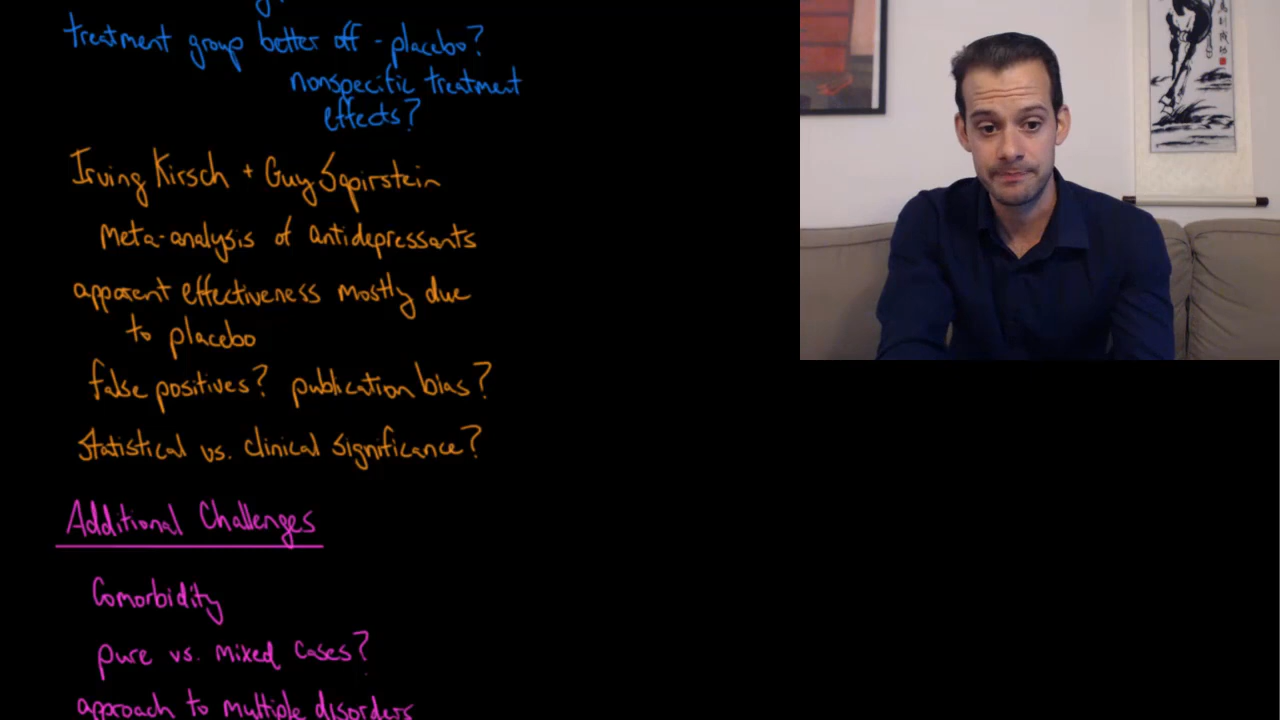 treatment group better off - placebo?
nonspecific treatment
effects?
Irving Kirsch + Guy Sapirstein
meta-analysis of antidepressants
apparent effectiveness mostly due
to placebo
false positives? publication bias?
statistical vs. clinical significance?
Additional Challenges
Comorbidity
pure vs. mixed cases?
approach to multiple disorders